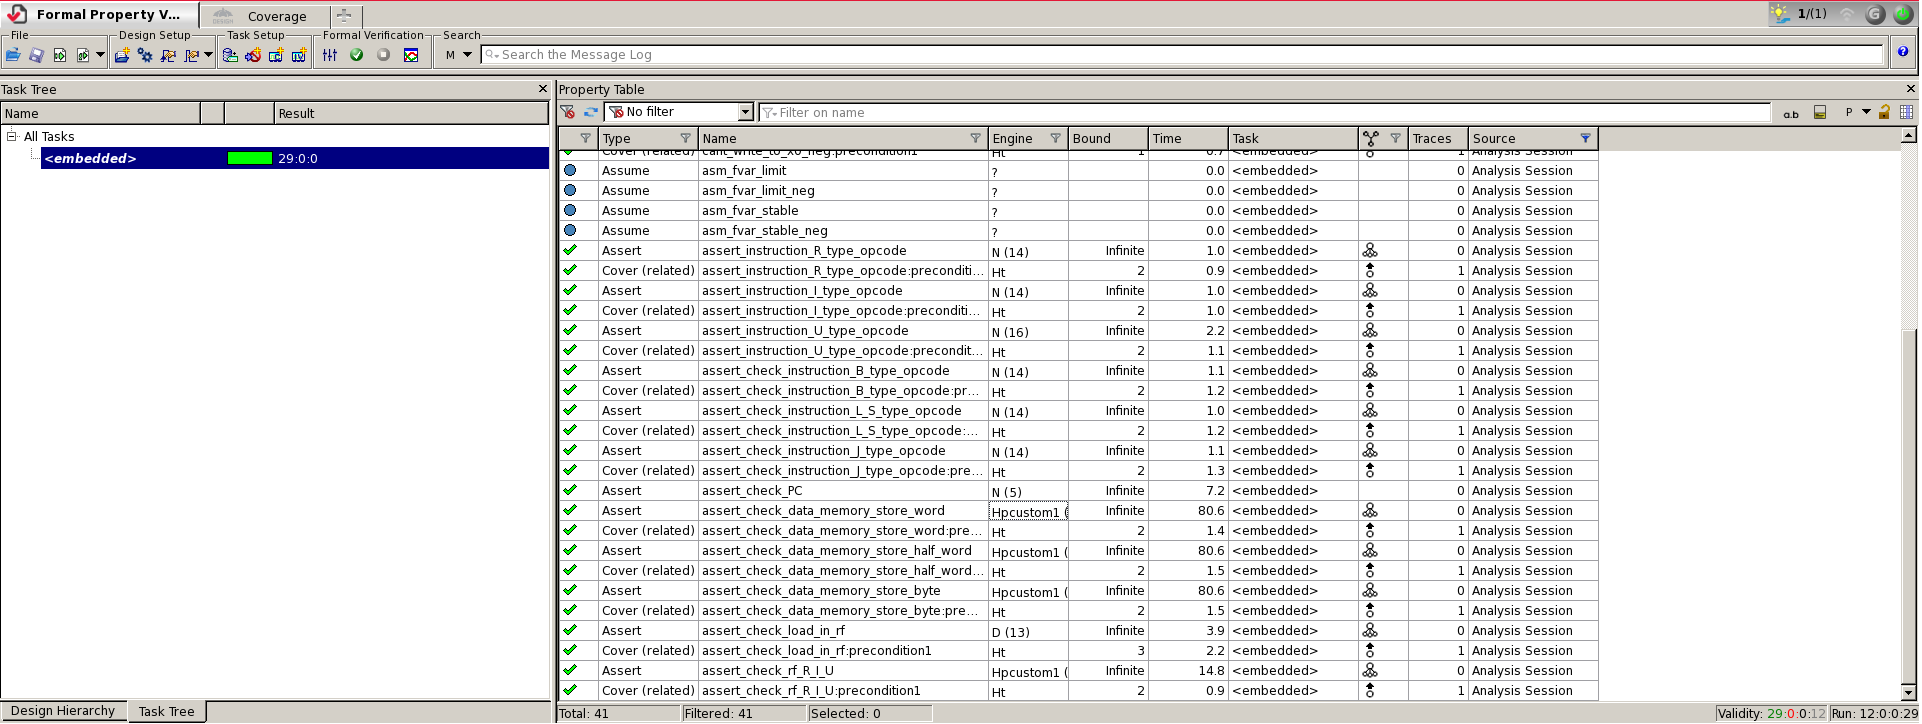 Formal Property V...
Coverage
1/(1)
File
Design Setup
Task Setup
Formal Verification
Search
M
Search the Message Log
Task Tree
Property Table
No filter
Filter on name
a.b
P
Name Result
All Tasks
<embedded> 29:0:0
Type Name Engine Bound Time Task Traces Source
Cover (related) cant_write_to_x0_neg:precondition1 Ht 1 0.7 <embedded> 1 Analysis Session
Assume asm_fvar_limit ? 0.0 <embedded> 0 Analysis Session
Assume asm_fvar_limit_neg ? 0.0 <embedded> 0 Analysis Session
Assume asm_fvar_stable ? 0.0 <embedded> 0 Analysis Session
Assume asm_fvar_stable_neg ? 0.0 <embedded> 0 Analysis Session
Assert assert_instruction_R_type_opcode N (14) Infinite 1.0 <embedded> 0 Analysis Session
Cover (related) assert_instruction_R_type_opcode:preconditi... Ht 2 0.9 <embedded> 1 Analysis Session
Assert assert_instruction_I_type_opcode N (14) Infinite 1.0 <embedded> 0 Analysis Session
Cover (related) assert_instruction_I_type_opcode:preconditi... Ht 2 1.0 <embedded> 1 Analysis Session
Assert assert_instruction_U_type_opcode N (16) Infinite 2.2 <embedded> 0 Analysis Session
Cover (related) assert_instruction_U_type_opcode:precondit... Ht 2 1.1 <embedded> 1 Analysis Session
Assert assert_check_instruction_B_type_opcode N (14) Infinite 1.1 <embedded> 0 Analysis Session
Cover (related) assert_check_instruction_B_type_opcode:pr... Ht 2 1.2 <embedded> 1 Analysis Session
Assert assert_check_instruction_L_S_type_opcode N (14) Infinite 1.0 <embedded> 0 Analysis Session
Cover (related) assert_check_instruction_L_S_type_opcode:... Ht 2 1.2 <embedded> 1 Analysis Session
Assert assert_check_instruction_J_type_opcode N (14) Infinite 1.1 <embedded> 0 Analysis Session
Cover (related) assert_check_instruction_J_type_opcode:pre... Ht 2 1.3 <embedded> 1 Analysis Session
Assert assert_check_PC N (5) Infinite 7.2 <embedded> 0 Analysis Session
Assert assert_check_data_memory_store_word Hpcustom1 ( Infinite 80.6 <embedded> 0 Analysis Session
Cover (related) assert_check_data_memory_store_word:pre... Ht 2 1.4 <embedded> 1 Analysis Session
Assert assert_check_data_memory_store_half_word Hpcustom1 ( Infinite 80.6 <embedded> 0 Analysis Session
Cover (related) assert_check_data_memory_store_half_word... Ht 2 1.5 <embedded> 1 Analysis Session
Assert assert_check_data_memory_store_byte Hpcustom1 ( Infinite 80.6 <embedded> 0 Analysis Session
Cover (related) assert_check_data_memory_store_byte:pre... Ht 2 1.5 <embedded> 1 Analysis Session
Assert assert_check_load_in_rf D (13) Infinite 3.9 <embedded> 0 Analysis Session
Cover (related) assert_check_load_in_rf:precondition1 Ht 3 2.2 <embedded> 1 Analysis Session
Assert assert_check_rf_R_I_U Hpcustom1 ( Infinite 14.8 <embedded> 0 Analysis Session
Cover (related) assert_check_rf_R_I_U:precondition1 Ht 2 0.9 <embedded> 1 Analysis Session
Design Hierarchy
Task Tree
Total: 41 Filtered: 41 Selected: 0
Validity: 29:0:0:12 Run: 12:0:0:29